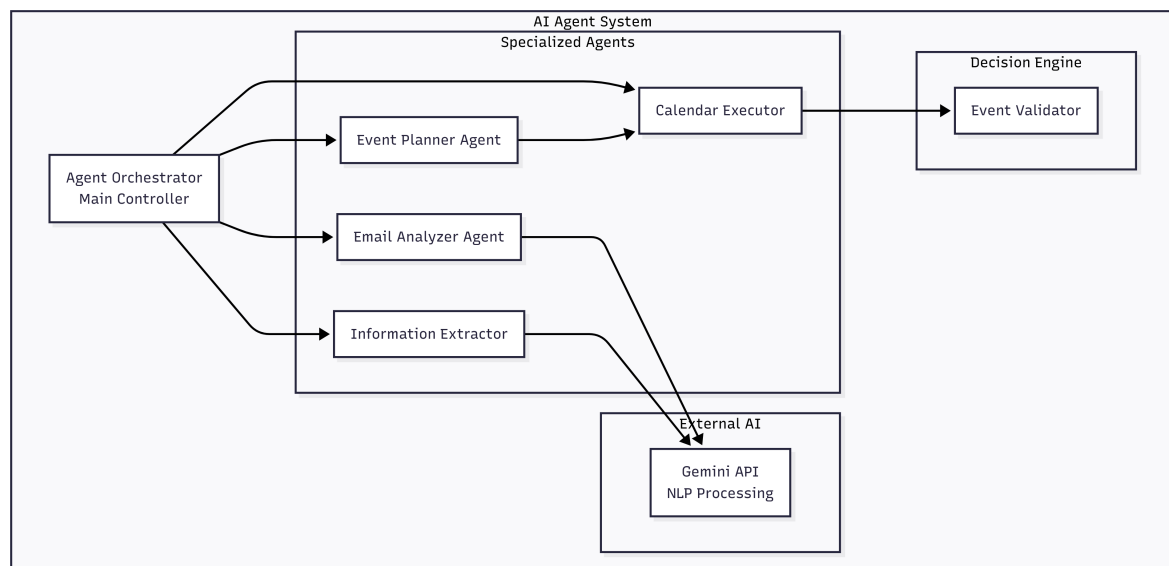 AI Agent System
Specialized Agents
Decision Engine
Calendar Executor
Event Validator
Event Planner Agent
Agent Orchestrator
Main Controller
Email Analyzer Agent
Information Extractor
External AI
Gemini API
NLP Processing